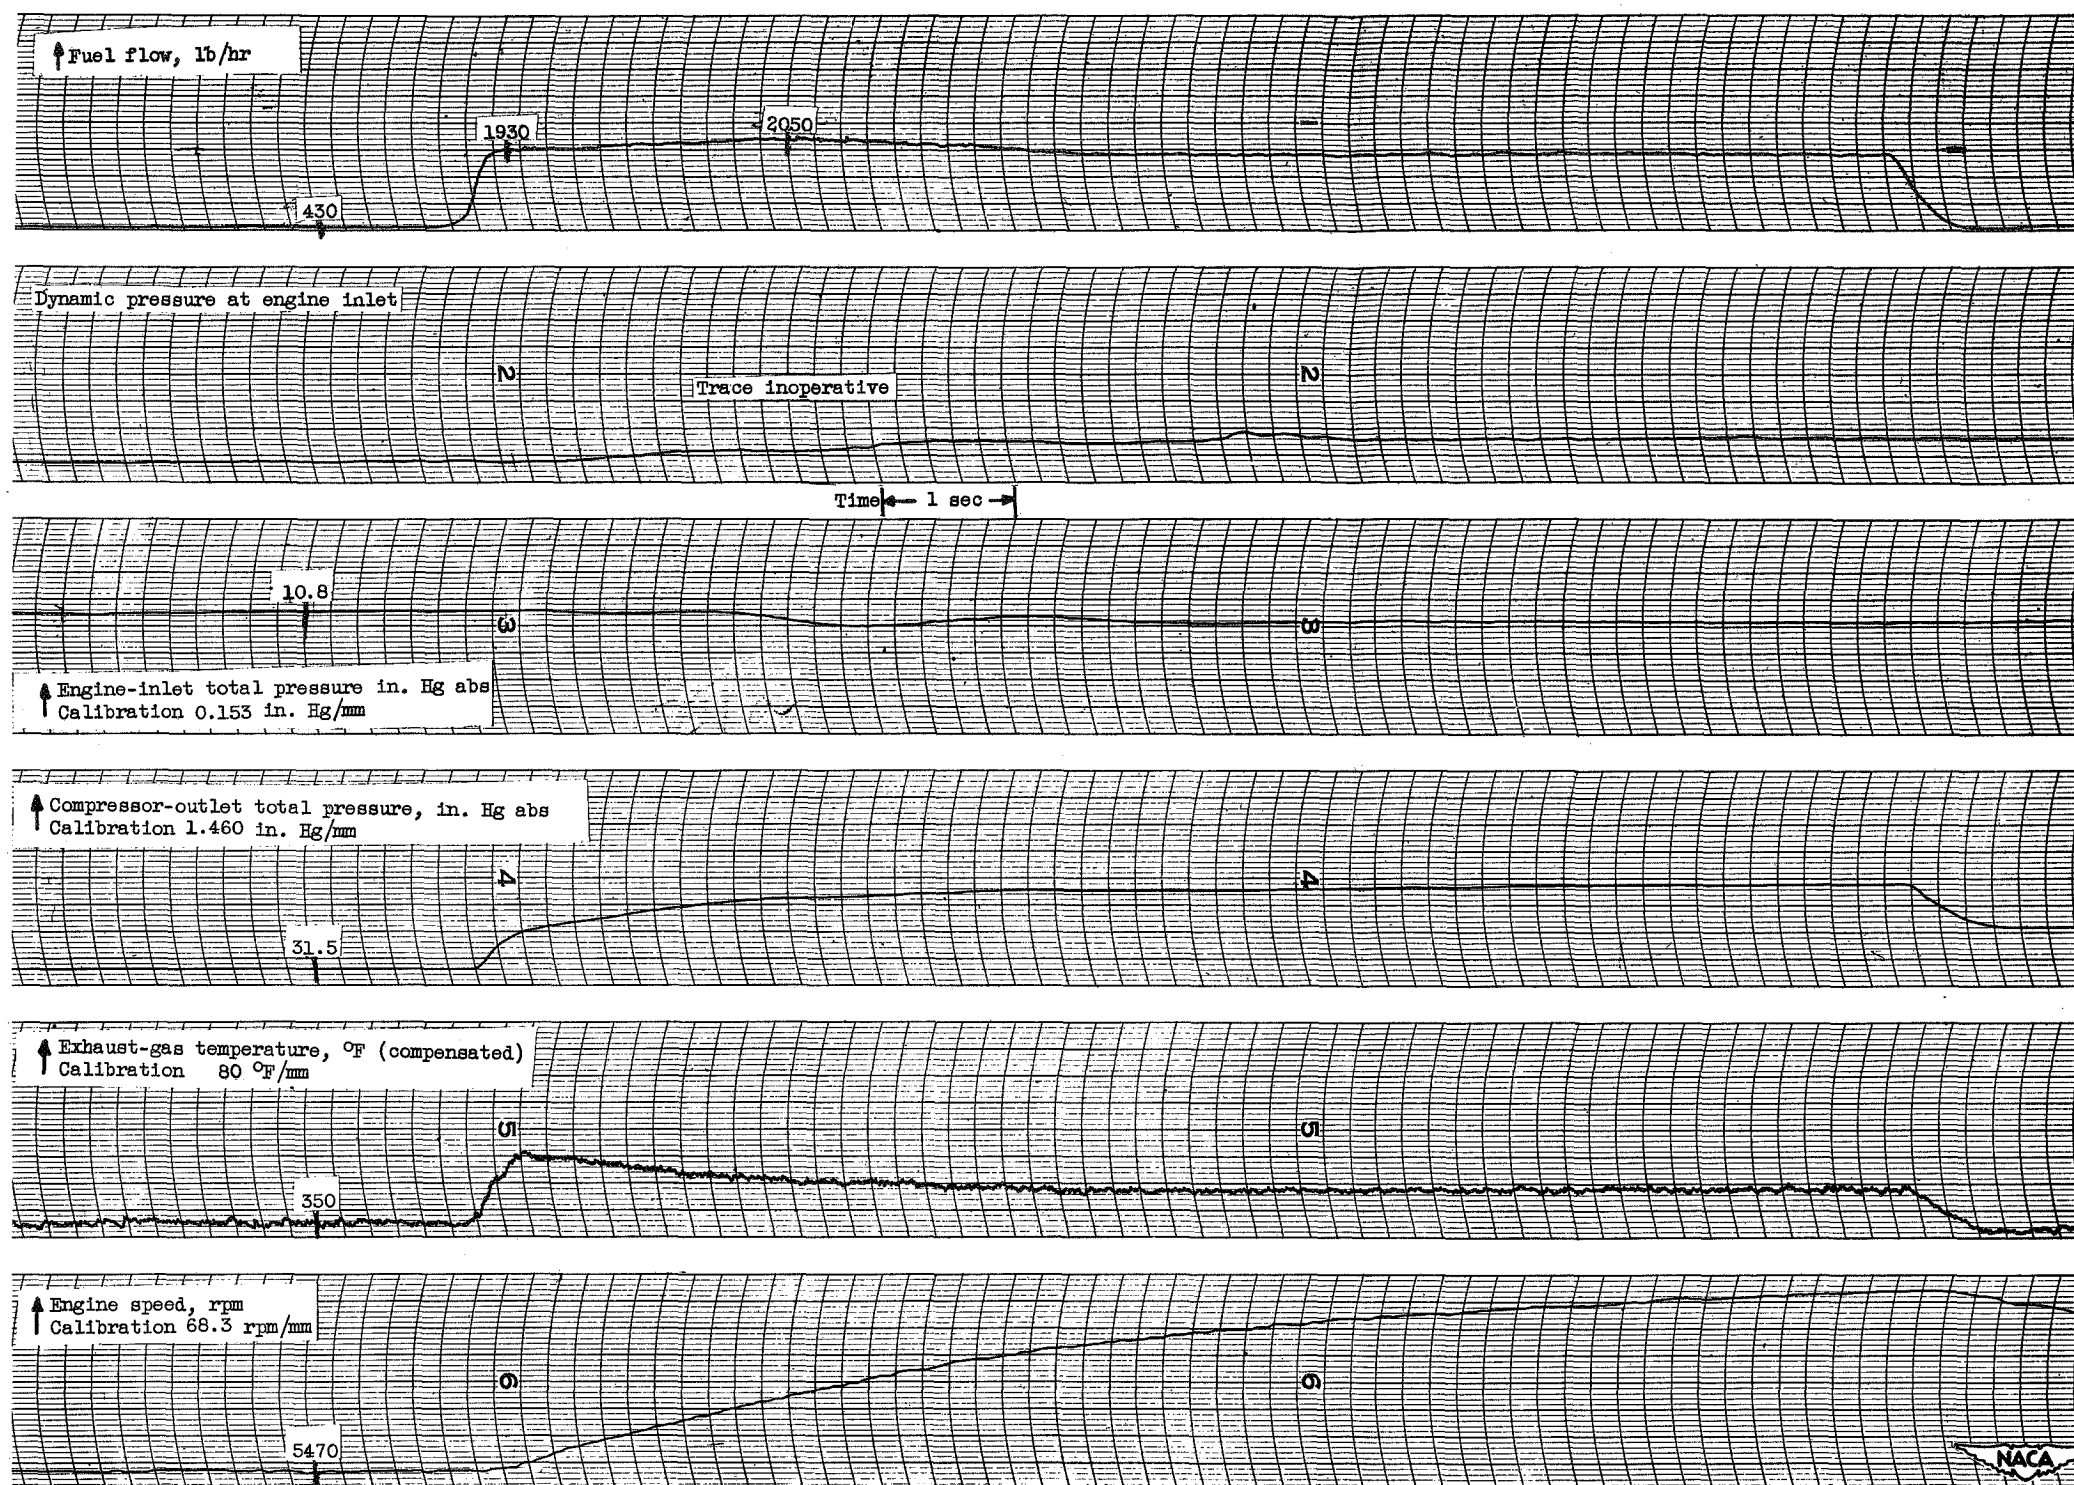 Fuel flow, lb/hr
1930
2050
430
Dynamic pressure at engine inlet
2
2
Trace inoperative
Time 1 sec
10.8
3
3
Engine-inlet total pressure in. Hg abs
Calibration 0.153 in. Hg/mm
Compressor-outlet total pressure, in. Hg abs
Calibration 1.460 in. Hg/mm
4
4
31.5
Exhaust-gas temperature, °F (compensated)
Calibration 80 °F/mm
5
5
350
Engine speed, rpm
Calibration 68.3 rpm/mm
6
6
5470
NACA